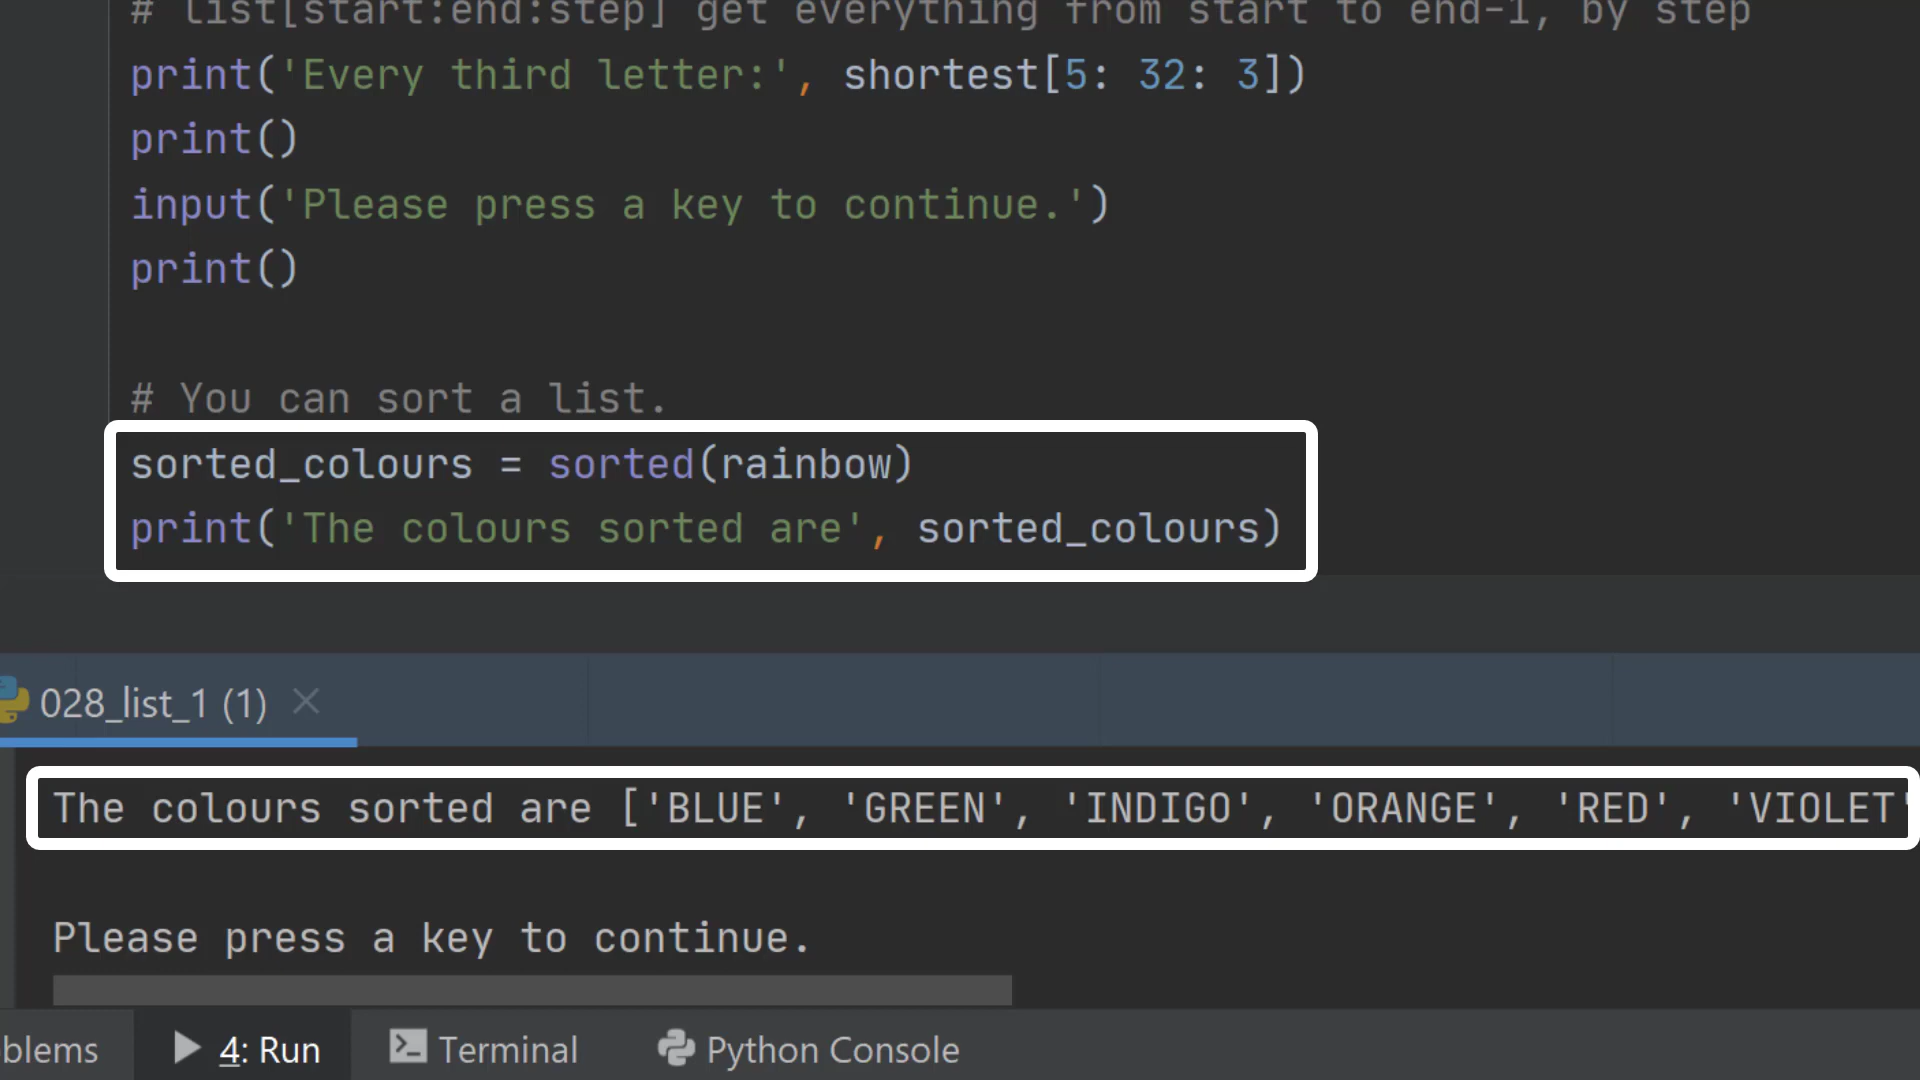 # list[start:end:step] get everything from start to end-1, by step
print('Every third letter:', shortest[5: 32: 3])
print()
input('Please press a key to continue.')
print()
# You can sort a list.
sorted_colours = sorted(rainbow)
print('The colours sorted are', sorted_colours)
028_list_1 (1)
The colours sorted are ['BLUE', 'GREEN', 'INDIGO', 'ORANGE', 'RED', 'VIOLET'
Please press a key to continue.
blems 4: Run Terminal Python Console